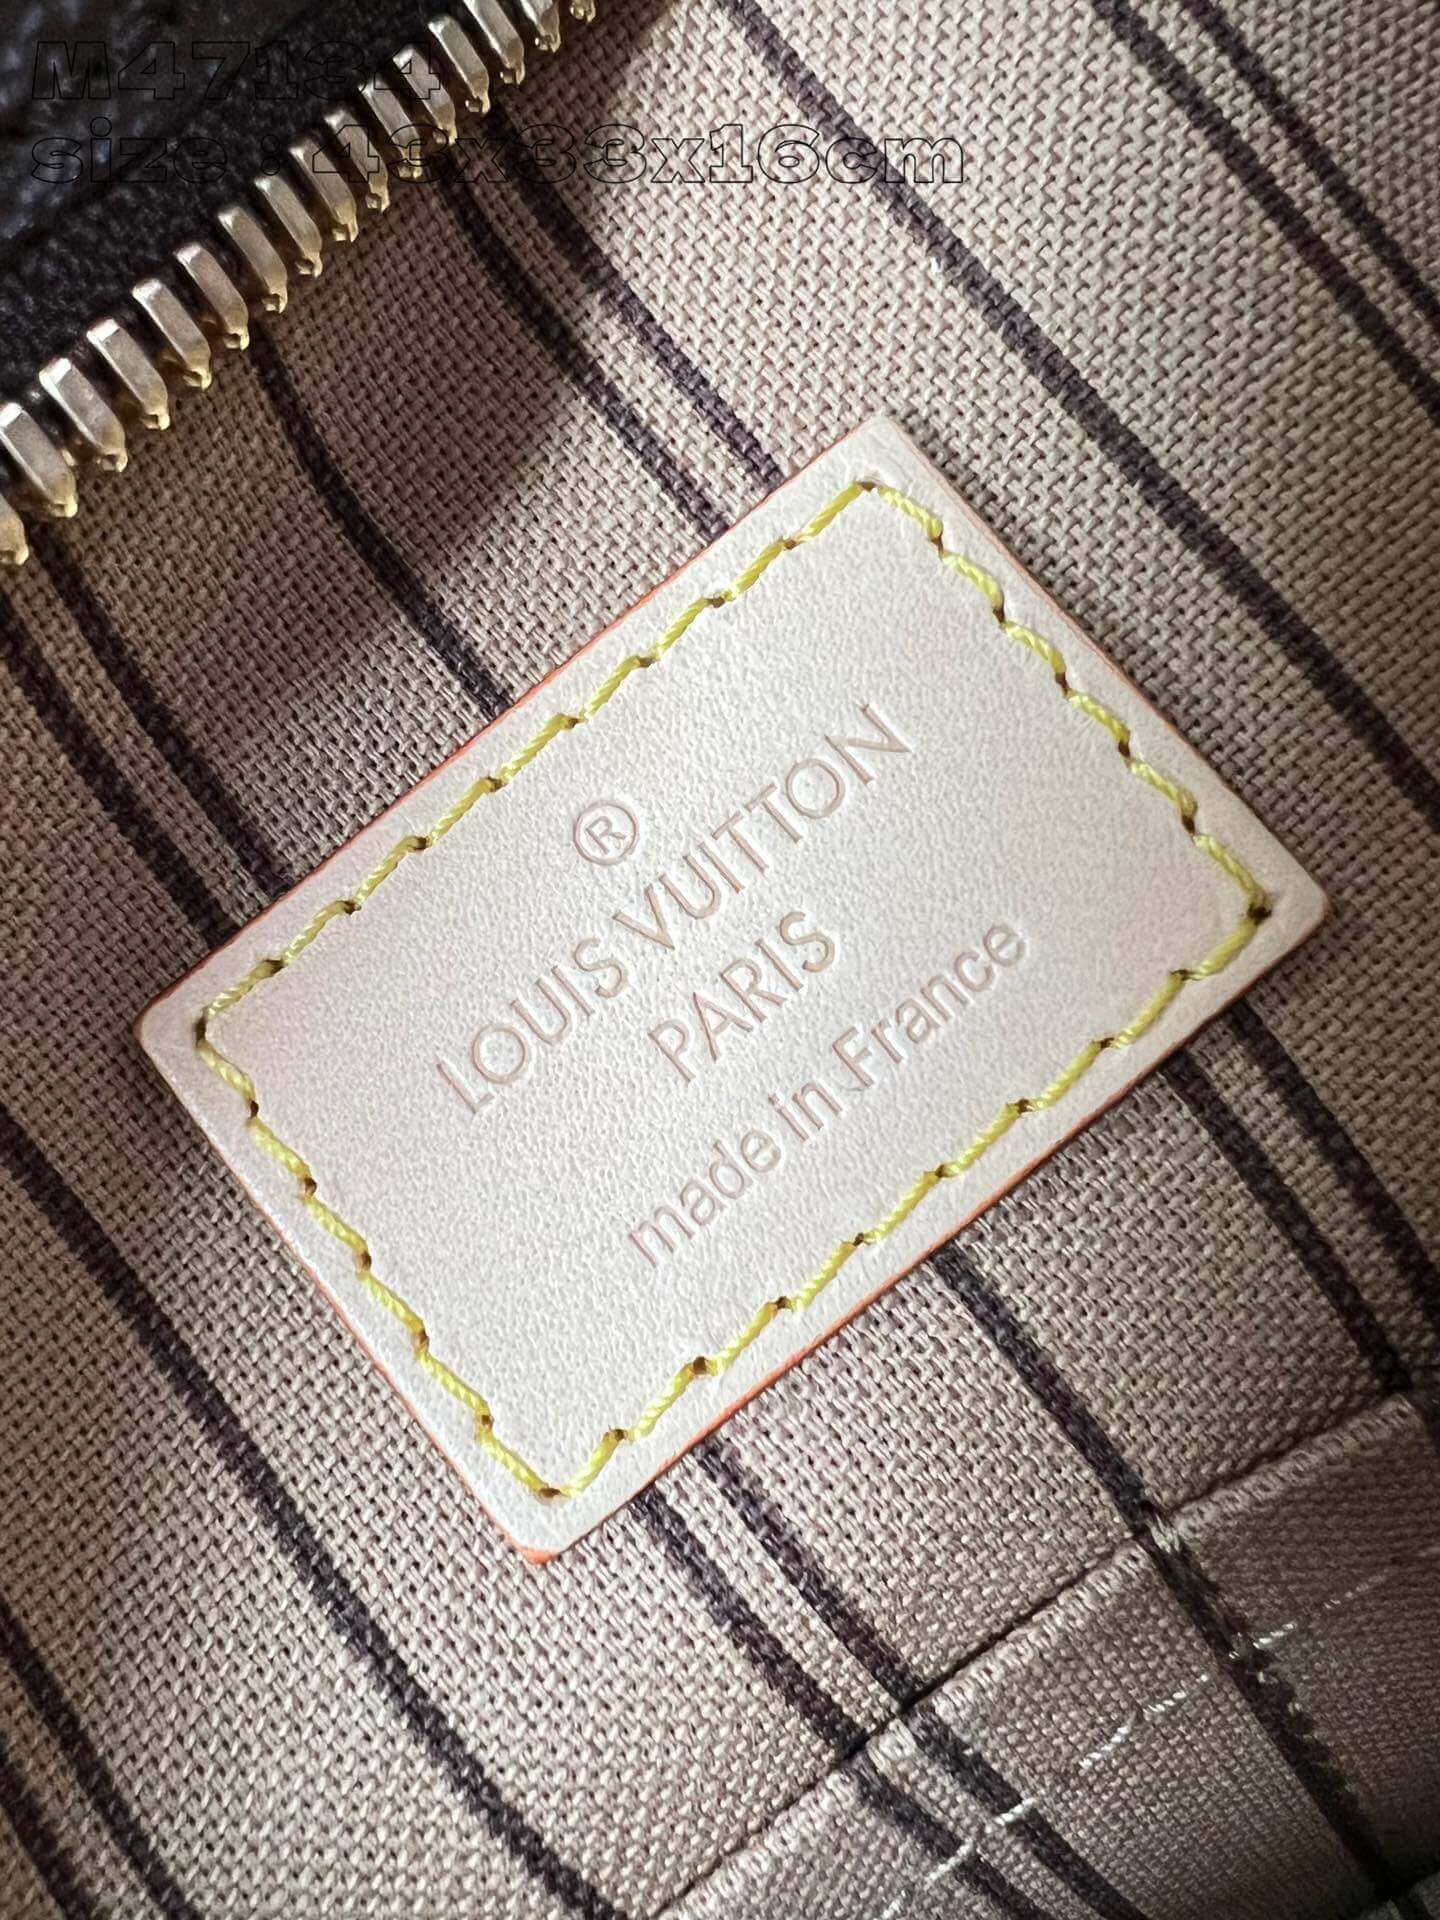 M47134
size : 43x33x16cm
®
LOUIS VUITTON
PARIS
made in France